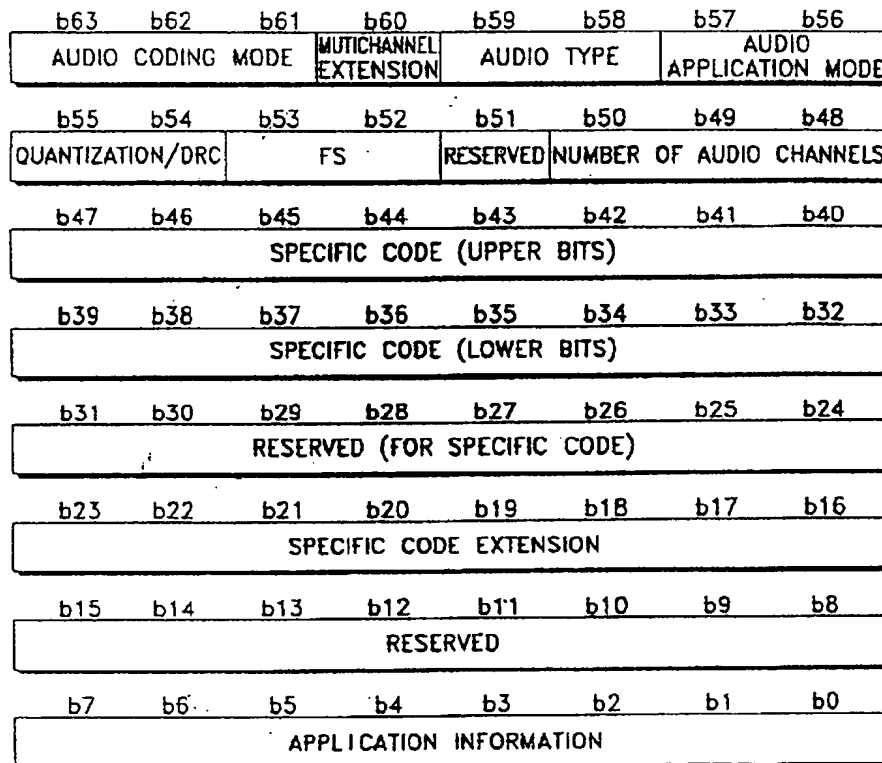 b63 b62 b61 b60 b59 b58 b57 b56
AUDIO CODING MODE MUTICHANNEL EXTENSION AUDIO TYPE AUDIO APPLICATION MODE
b55 b54 b53 b52 b51 b50 b49 b48
QUANTIZATION/DRC FS RESERVED NUMBER OF AUDIO CHANNELS
b47 b46 b45 b44 b43 b42 b41 b40
SPECIFIC CODE (UPPER BITS)
b39 b38 b37 b36 b35 b34 b33 b32
SPECIFIC CODE (LOWER BITS)
b31 b30 b29 b28 b27 b26 b25 b24
RESERVED (FOR SPECIFIC CODE)
b23 b22 b21 b20 b19 b18 b17 b16
SPECIFIC CODE EXTENSION
b15 b14 b13 b12 b11 b10 b9 b8
RESERVED
b7 b6 b5 b4 b3 b2 b1 b0
APPLICATION INFORMATION